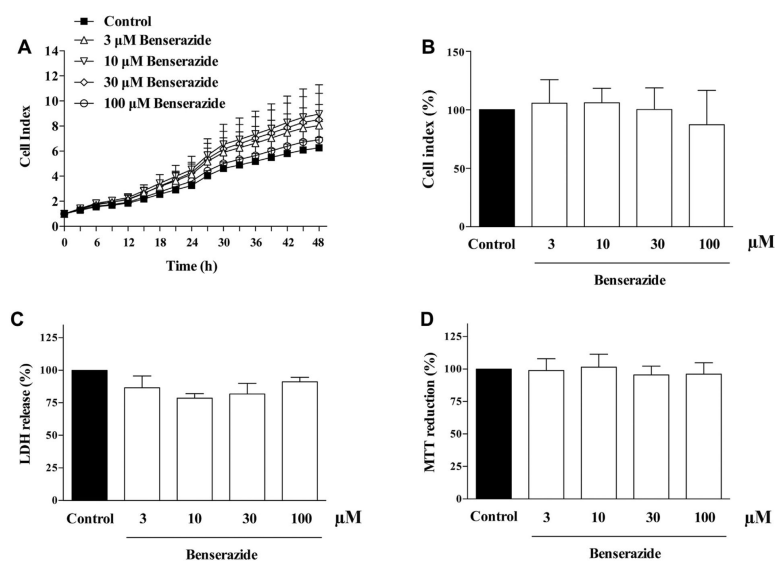 A
Control
3 µM Benserazide
10 µM Benserazide
30 µM Benserazide
100 µM Benserazide
Cell Index
14
12
10
8
6
4
2
0
0 6 12 18 24 30 36 42 48
Time (h)
B
Cell index (%)
150
100
50
0
Control 3 10 30 100 µM
Benserazide
C
LDH release (%)
125
100
75
50
25
0
Control 3 10 30 100 µM
Benserazide
D
MTT reduction (%)
125
100
75
50
25
0
Control 3 10 30 100 µM
Benserazide